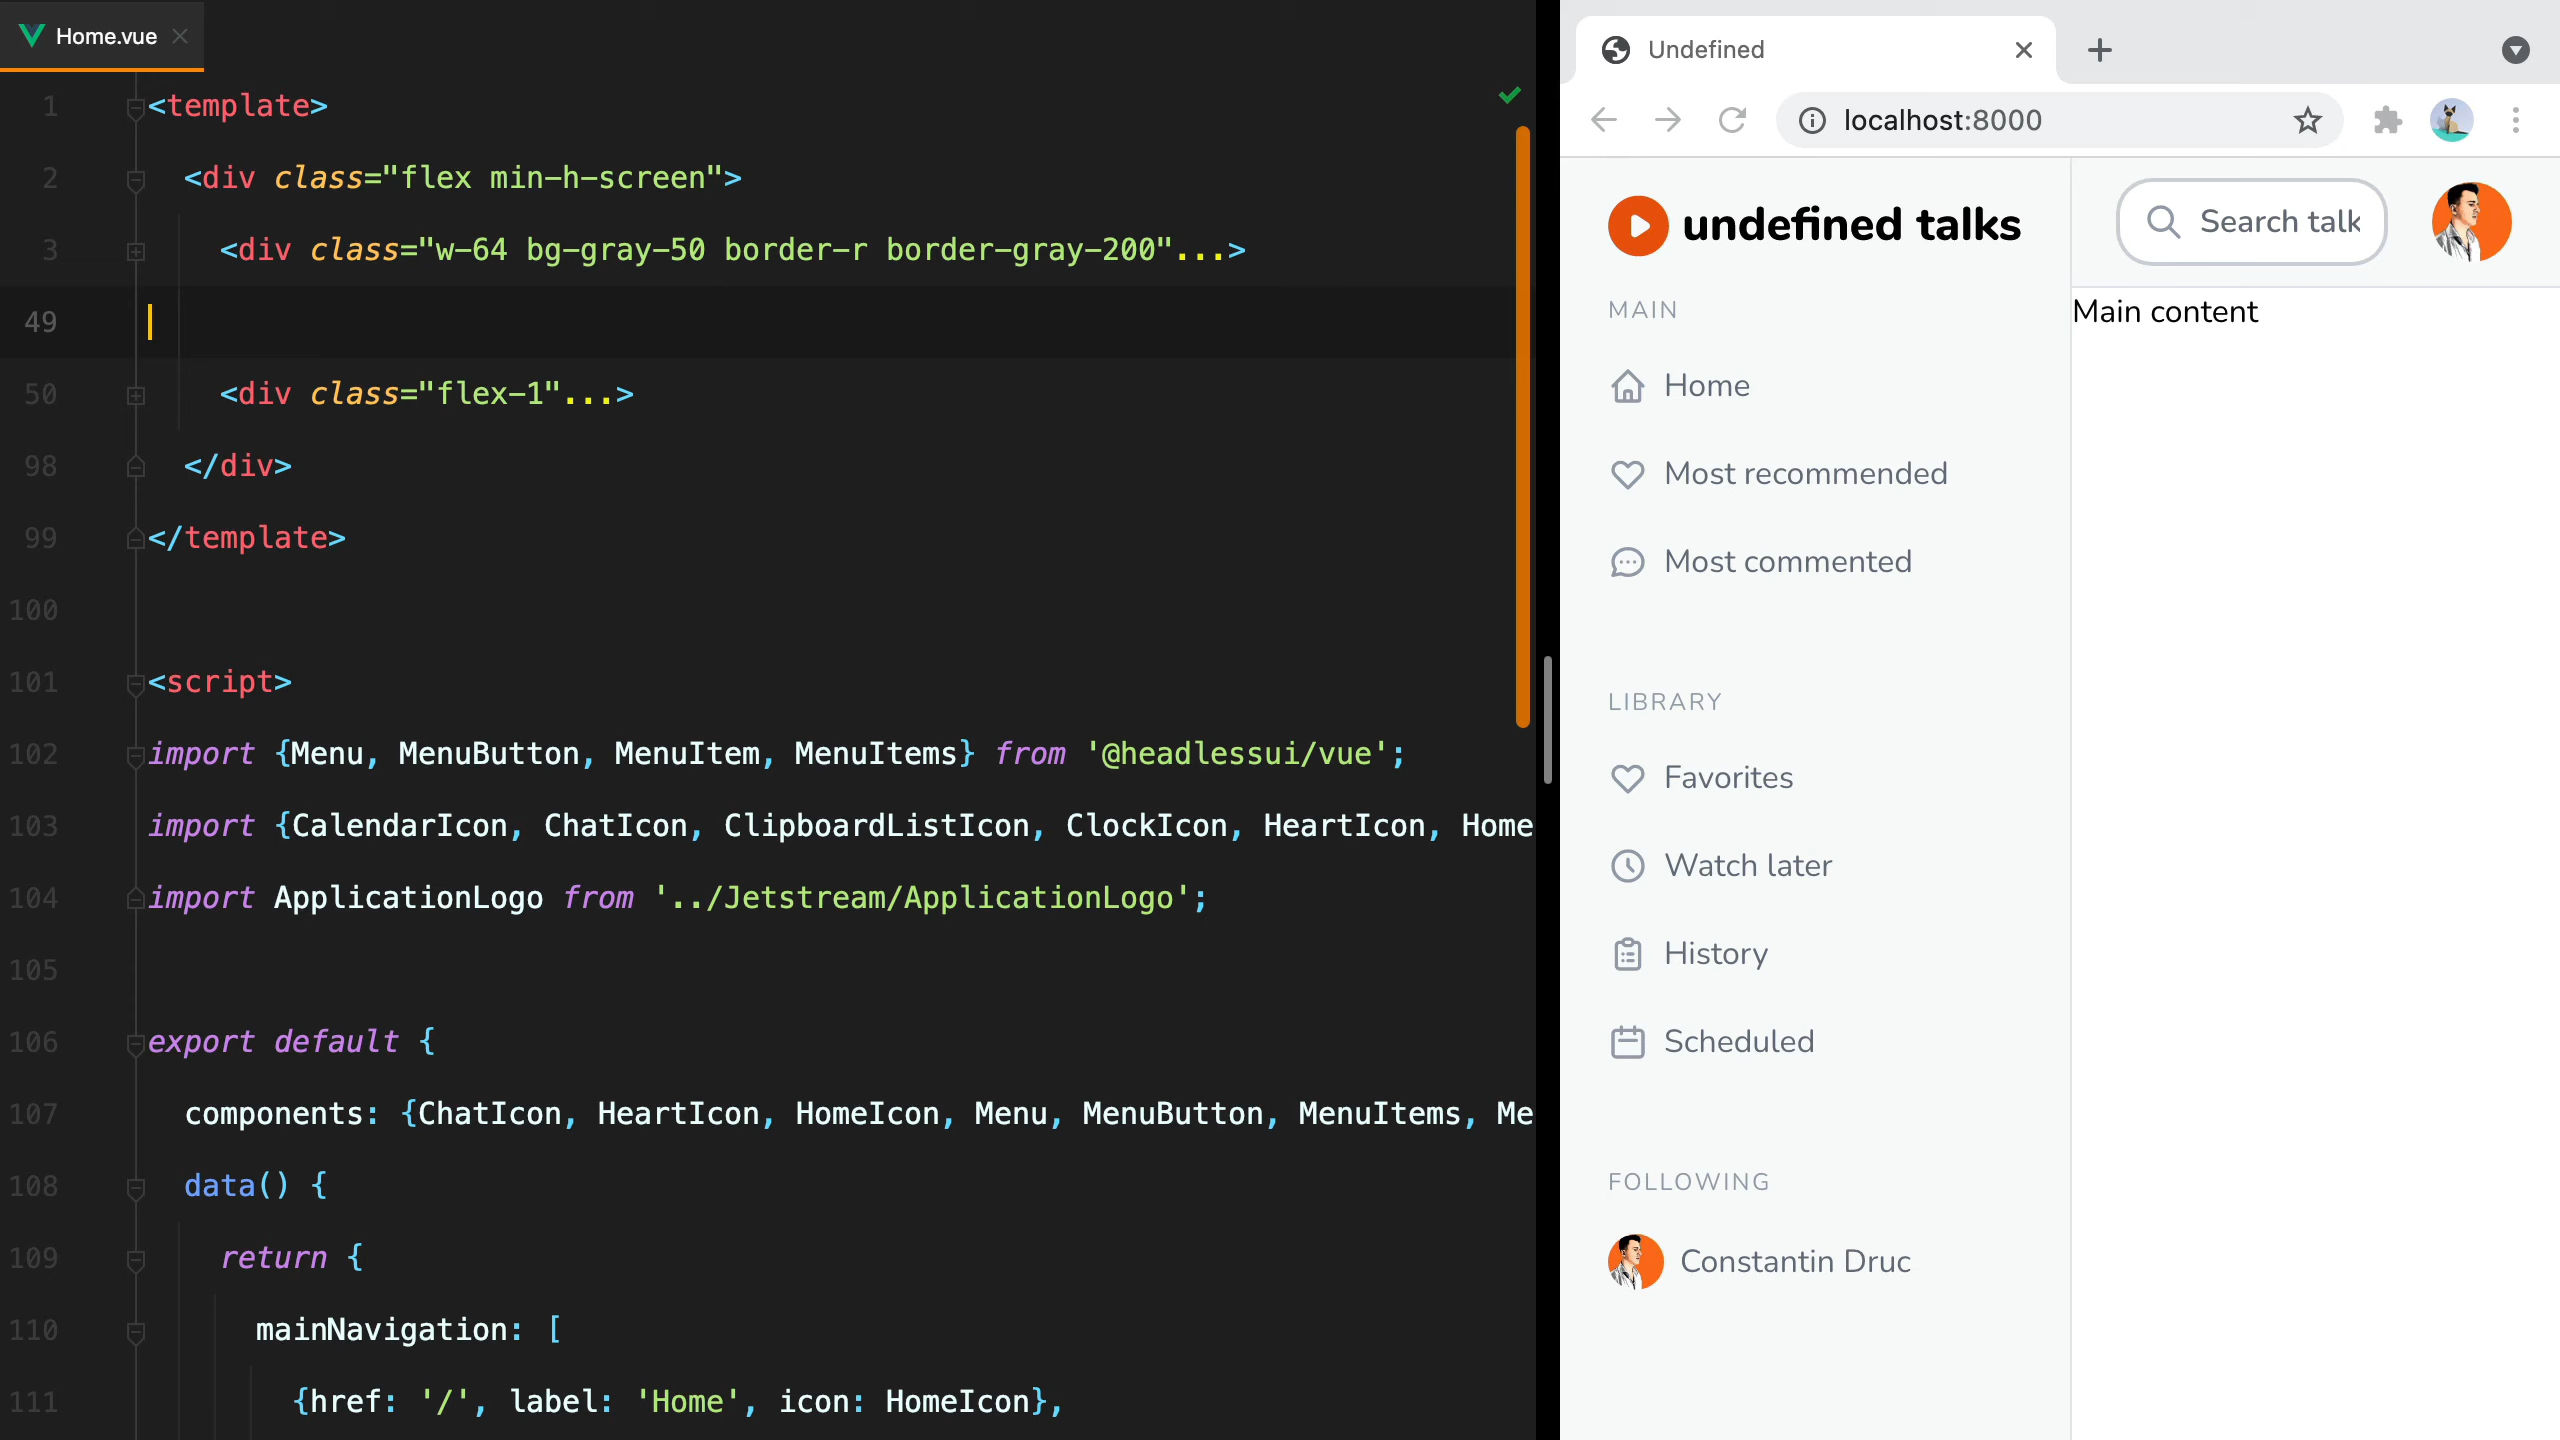 Home.vue
1 <template>
2 <div class="flex min-h-screen">
3 <div class="w-64 bg-gray-50 border-r border-gray-200"...>
49
50 <div class="flex-1"...>
98 </div>
99 </template>
100
101 <script>
102 import {Menu, MenuButton, MenuItem, MenuItems} from '@headlessui/vue';
103 import {CalendarIcon, ChatIcon, ClipboardListIcon, ClockIcon, HeartIcon, Home
104 import ApplicationLogo from '../Jetstream/ApplicationLogo';
105
106 export default {
107 components: {ChatIcon, HeartIcon, HomeIcon, Menu, MenuButton, MenuItems, Me
108 data() {
109 return {
110 mainNavigation: [
111 {href: '/', label: 'Home', icon: HomeIcon},
Undefined
localhost:8000
undefined talks
Search talk
MAIN
Main content
Home
Most recommended
Most commented
LIBRARY
Favorites
Watch later
History
Scheduled
FOLLOWING
Constantin Druc